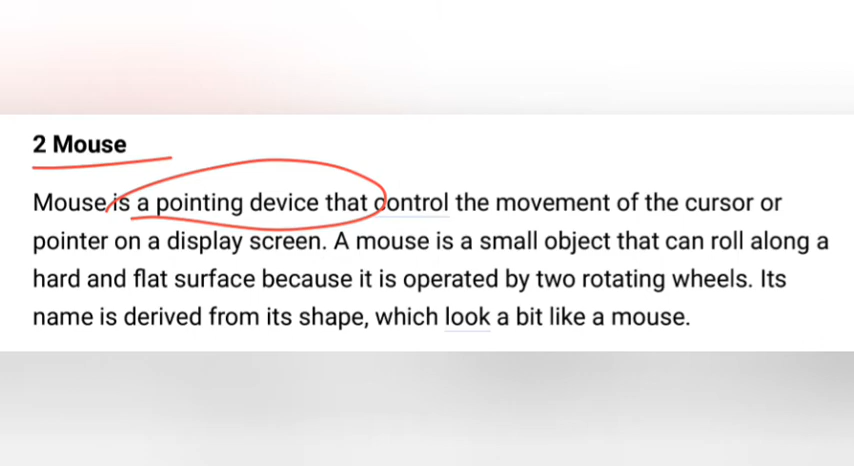 2 Mouse
Mouse is a pointing device that control the movement of the cursor or
pointer on a display screen. A mouse is a small object that can roll along a
hard and flat surface because it is operated by two rotating wheels. Its
name is derived from its shape, which look a bit like a mouse.